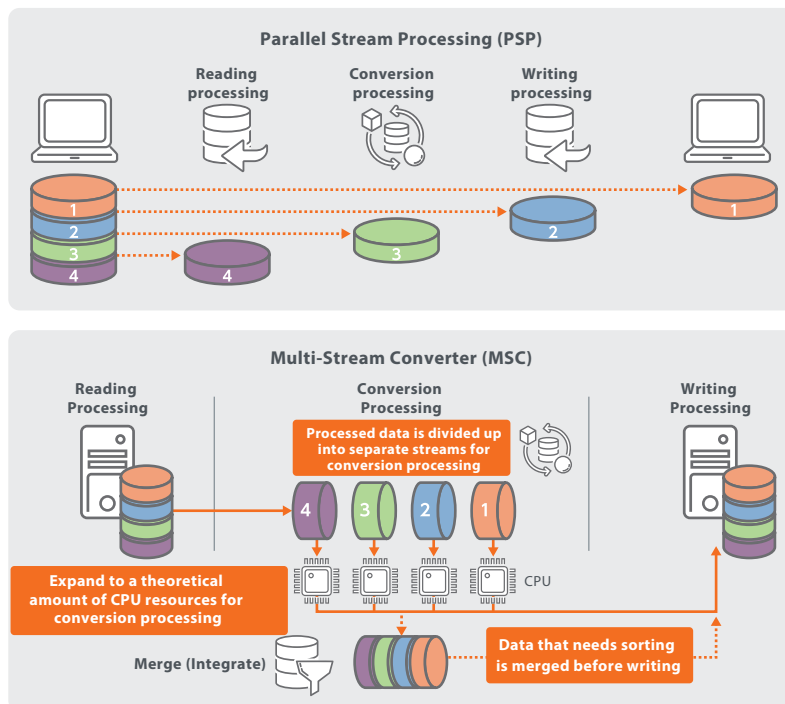 Parallel Stream Processing (PSP)
Reading
processing
Conversion
processing
Writing
processing
1
2
3
4
4
3
2
1
Multi-Stream Converter (MSC)
Reading
Processing
Conversion
Processing
Writing
Processing
Processed data is divided up
into separate streams for
conversion processing
4
3
2
1
CPU
Expand to a theoretical
amount of CPU resources for
conversion processing
Merge (Integrate)
Data that needs sorting
is merged before writing